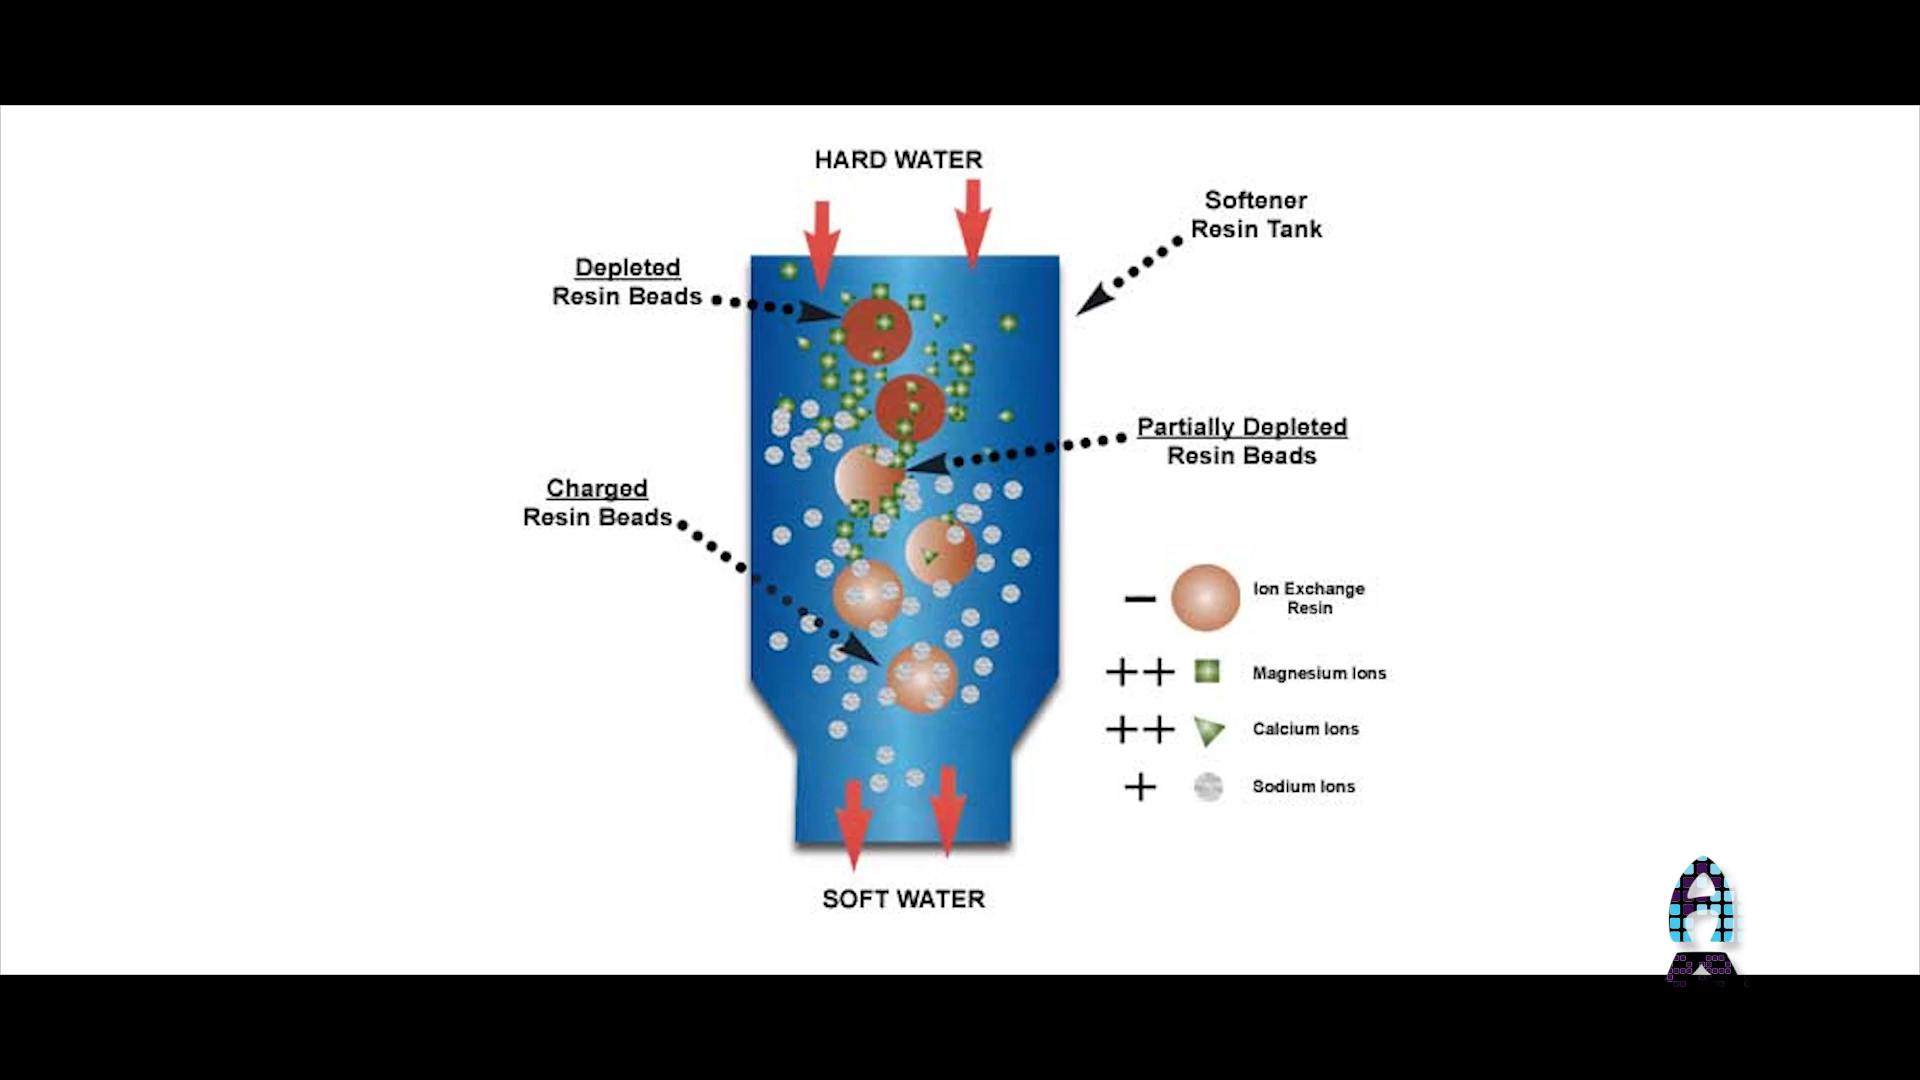 HARD WATER
Softener
Resin Tank
Depleted
Resin Beads
Partially Depleted
Resin Beads
Charged
Resin Beads
Ion Exchange
Resin
++ Magnesium Ions
++ Calcium Ions
+ Sodium Ions
SOFT WATER